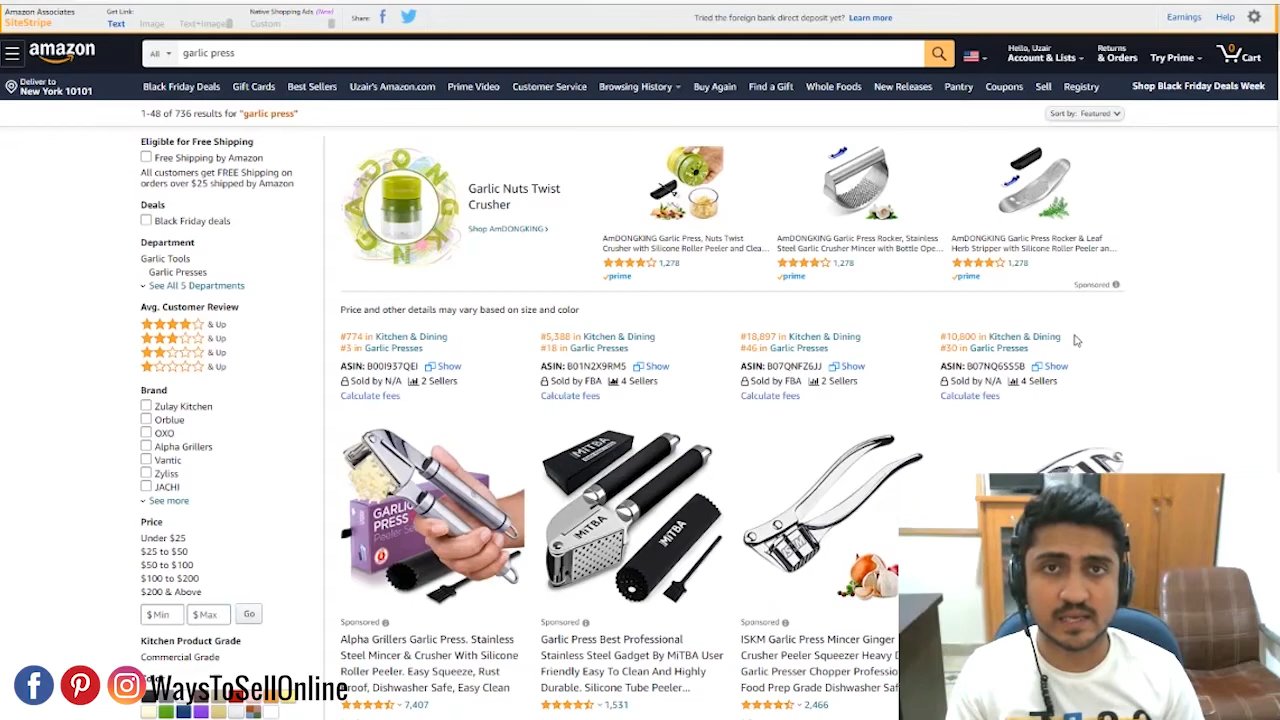 Amazon Associates
SiteStripe
Get Link:
Text Image Text+Image
Native Shopping Ads (New)
Custom
Share:
Tried the foreign bank direct deposit yet? Learn more
Earnings Help
amazon
All garlic press
Hello, Uzair
Account & Lists
Returns
& Orders
Try Prime
0
Cart
Deliver to
New York 10101
Black Friday Deals Gift Cards Best Sellers Uzair's Amazon.com Prime Video Customer Service Browsing History Buy Again Find a Gift Whole Foods New Releases Pantry Coupons Sell Registry
Shop Black Friday Deals Week
1-48 of 736 results for "garlic press"
Sort by: Featured
Eligible for Free Shipping
Free Shipping by Amazon
All customers get FREE Shipping on
orders over $25 shipped by Amazon
Deals
Black Friday deals
Department
Garlic Tools
Garlic Presses
See All 5 Departments
Avg. Customer Review
& Up
& Up
& Up
& Up
Brand
Zulay Kitchen
Orblue
OXO
Alpha Grillers
Vantic
Zyliss
JACHI
See more
Price
Under $25
$25 to $50
$50 to $100
$100 to $200
$200 & Above
$ Min $ Max Go
Kitchen Product Grade
Commercial Grade
AMDONGKING
Garlic Nuts Twist
Crusher
Shop AmDONGKING ›
AmDONGKING Garlic Press, Nuts Twist
Crusher with Silicone Roller Peeler and Clea...
1,278
prime
AmDONGKING Garlic Press Rocker, Stainless
Steel Garlic Crusher Mincer with Bottle Ope...
1,278
prime
AmDONGKING Garlic Press Rocker & Leaf
Herb Stripper with Silicone Roller Peeler an...
1,278
prime
Sponsored
Price and other details may vary based on size and color
#774 in Kitchen & Dining
#3 in Garlic Presses
ASIN: B00I937QEI Show
Sold by N/A 2 Sellers
Calculate fees
GARLIC
PRESS
Sponsored
Alpha Grillers Garlic Press. Stainless
Steel Mincer & Crusher With Silicone
Roller Peeler. Easy Squeeze, Rust
Proof, Dishwasher Safe, Easy Clean
7,407
#5,388 in Kitchen & Dining
#18 in Garlic Presses
ASIN: B01N2X9RM5 Show
Sold by FBA 4 Sellers
Calculate fees
MiTBA
MiTBA
MiTBA
Sponsored
Garlic Press Best Professional
Stainless Steel Gadget By MiTBA User
Friendly Easy To Clean And Highly
Durable. Silicone Tube Peeler...
1,531
#18,897 in Kitchen & Dining
#46 in Garlic Presses
ASIN: B07QNFZ6JJ Show
Sold by FBA 2 Sellers
Calculate fees
Sponsored
ISKM Garlic Press Mincer Ginger
Crusher Peeler Squeezer Heavy D
Garlic Presser Chopper Profession
Food Prep Grade Dishwasher Safe
2,466
#10,800 in Kitchen & Dining
#30 in Garlic Presses
ASIN: B07NQ6SS5B Show
Sold by N/A 4 Sellers
Calculate fees
WaysToSellOnline